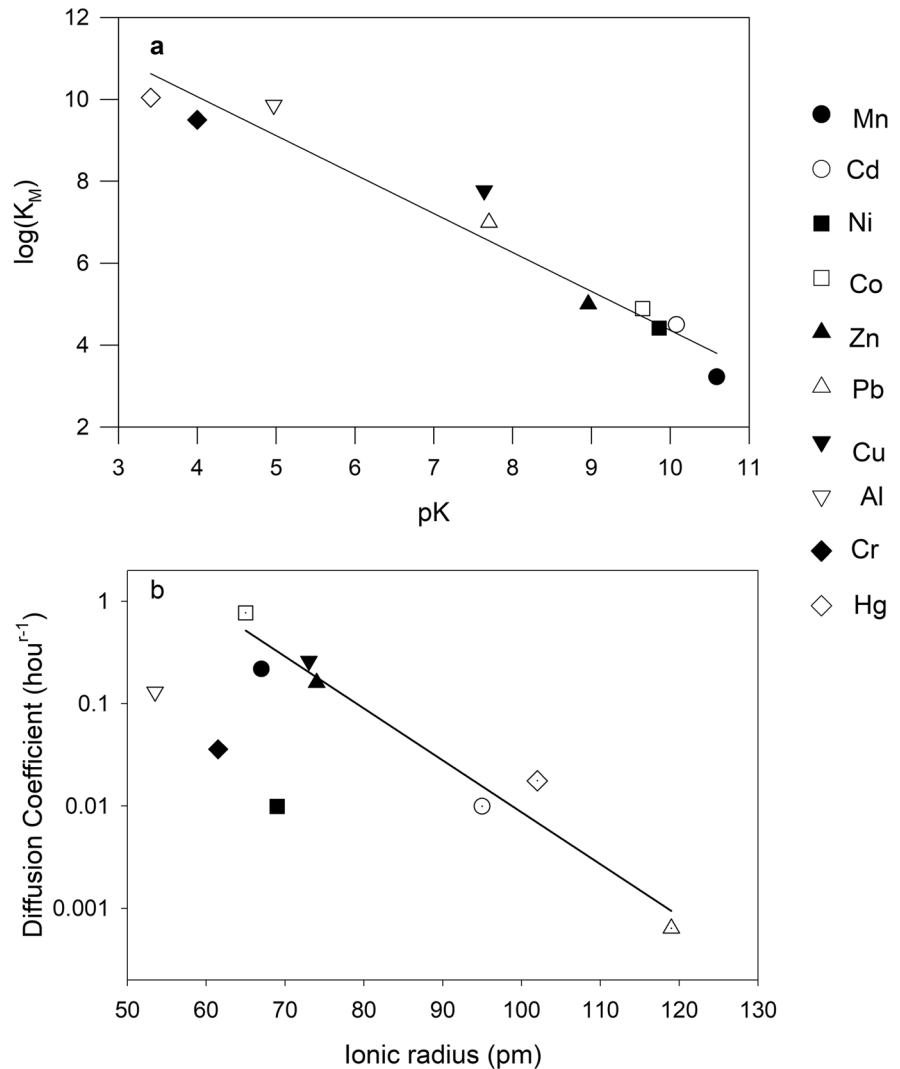 a
12
10
8
6
4
2
log(K_M)
3 4 5 6 7 8 9 10 11
pK
Mn
Cd
Ni
Co
Zn
Pb
Cu
Al
Cr
Hg
b
1
0.1
0.01
0.001
Diffusion Coefficient (hou^r-1)
50 60 70 80 90 100 110 120 130
Ionic radius (pm)